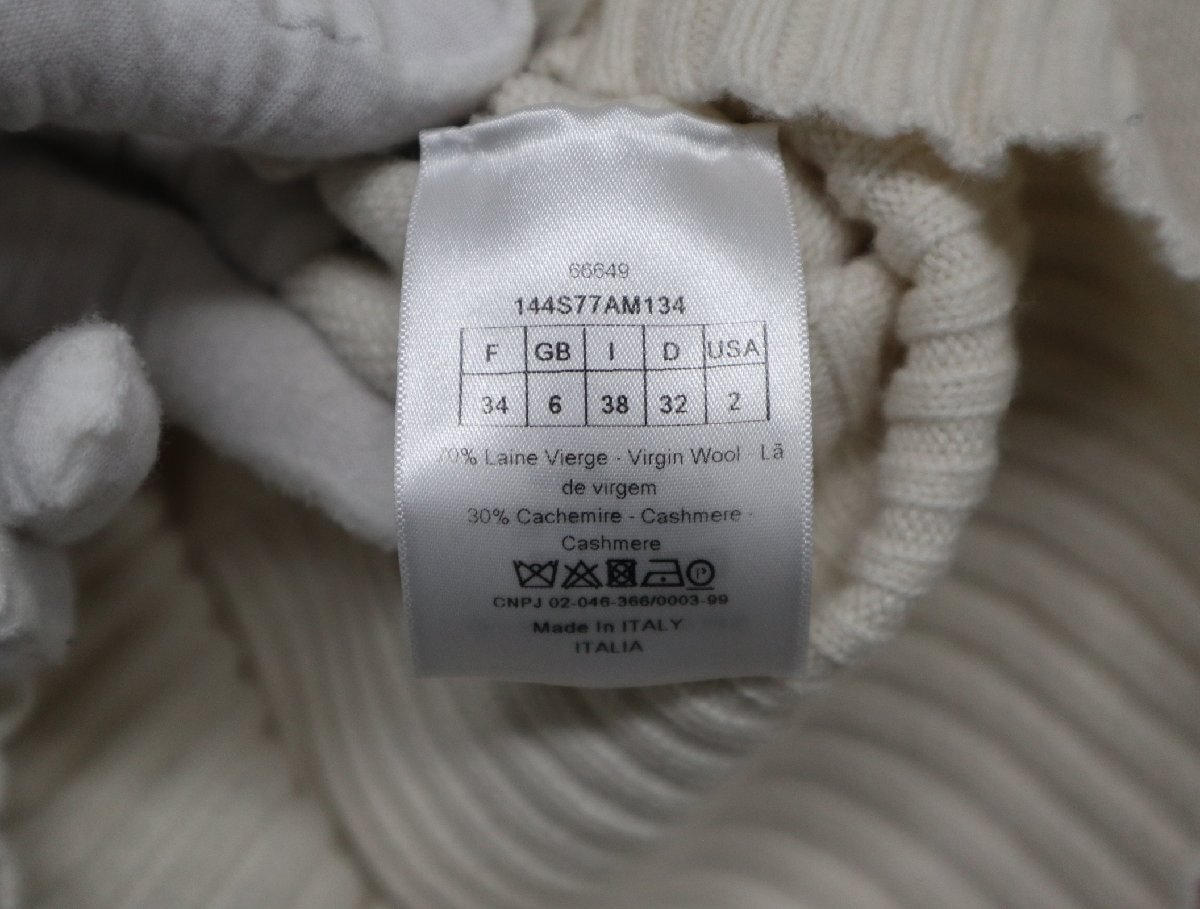 66649
144S77AM134
F GB I D USA
34 6 38 32 2
70% Laine Vierge - Virgin Wool - Lã
de virgem
30% Cachemire - Cashmere -
Cashmere
P
CNPJ 02-046-366/0003-99
Made In ITALY
ITALIA